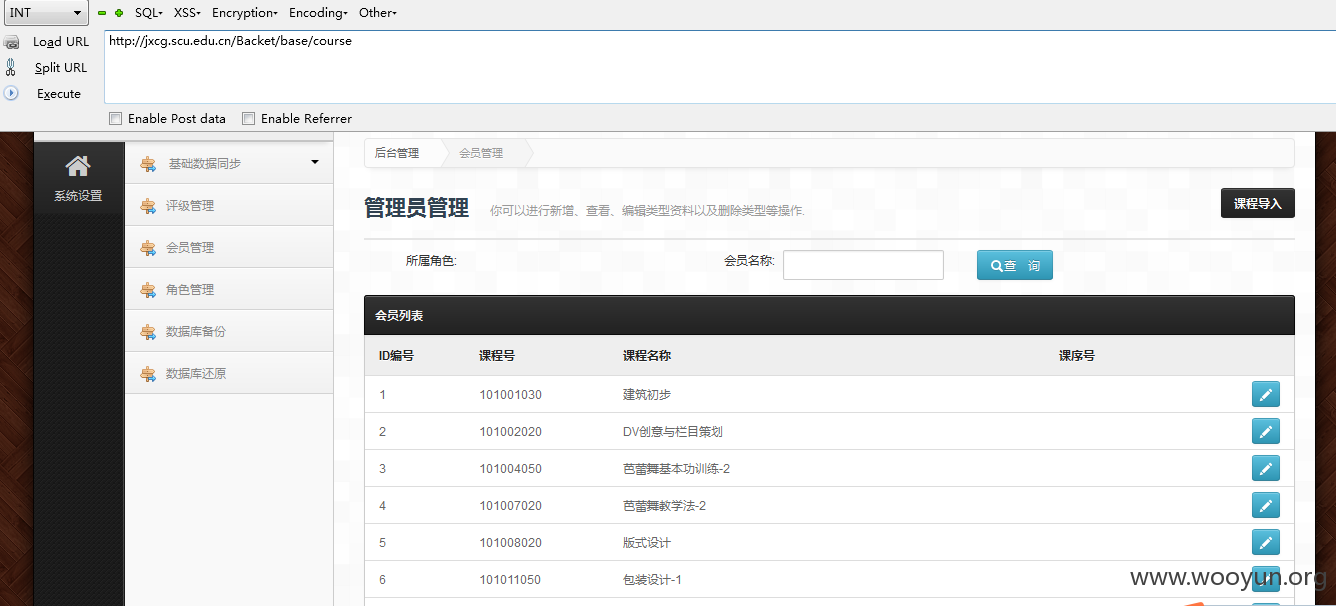 INT SQL- XSS- Encryption- Encoding- Other-
Load URL http://jxcg.scu.edu.cn/Backet/base/course
Split URL
Execute
Enable Post data Enable Referrer
系统设置
基础数据同步
评级管理
会员管理
角色管理
数据库备份
数据库还原
后台管理 会员管理
管理员管理 你可以进行新增、查看、编辑类型资料以及删除类型等操作.
课程导入
所属角色: 会员名称: 查 询
会员列表
ID编号 课程号 课程名称 课序号
1 101001030 建筑初步
2 101002020 DV创意与栏目策划
3 101004050 芭蕾舞基本功训练-2
4 101007020 芭蕾舞教学法-2
5 101008020 版式设计
6 101011050 包装设计-1
www.wooyun.org